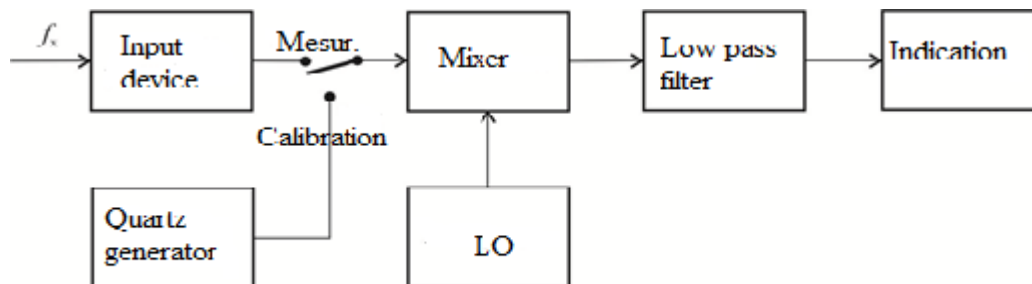 fₓ
Input
device
Mesur.
Mixer
Low pass
filter
Indication
Calibration
Quartz
generator
LO